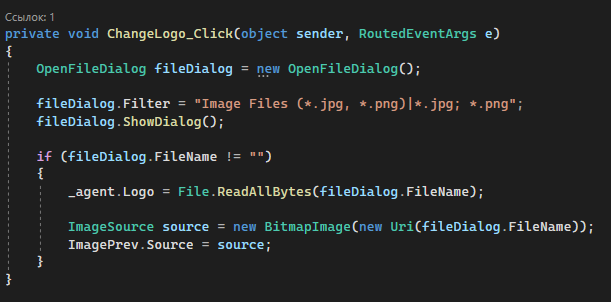 Ссылок: 1
private void ChangeLogo_Click(object sender, RoutedEventArgs e)
{
OpenFileDialog fileDialog = new OpenFileDialog();
fileDialog.Filter = "Image Files (*.jpg, *.png)|*.jpg; *.png";
fileDialog.ShowDialog();
if (fileDialog.FileName != "")
{
_agent.Logo = File.ReadAllBytes(fileDialog.FileName);
ImageSource source = new BitmapImage(new Uri(fileDialog.FileName));
ImagePrev.Source = source;
}
}